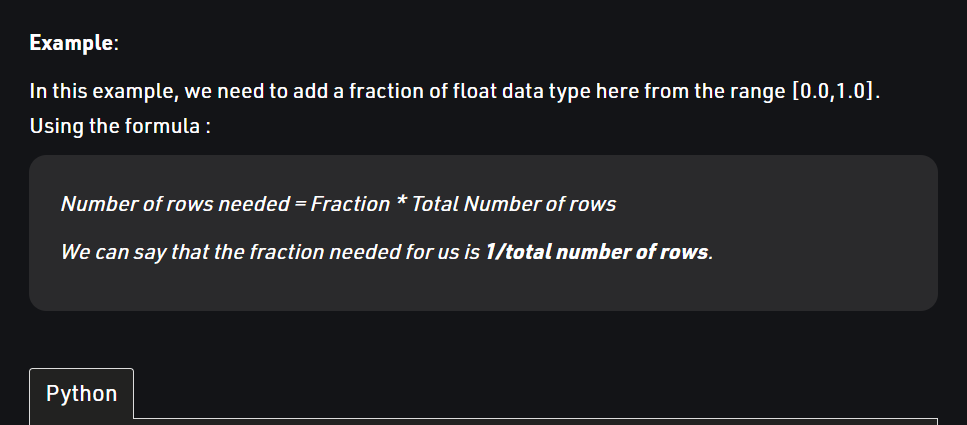 Example:
In this example, we need to add a fraction of float data type here from the range [0.0,1.0].
Using the formula :
Number of rows needed = Fraction * Total Number of rows
We can say that the fraction needed for us is 1/total number of rows.
Python